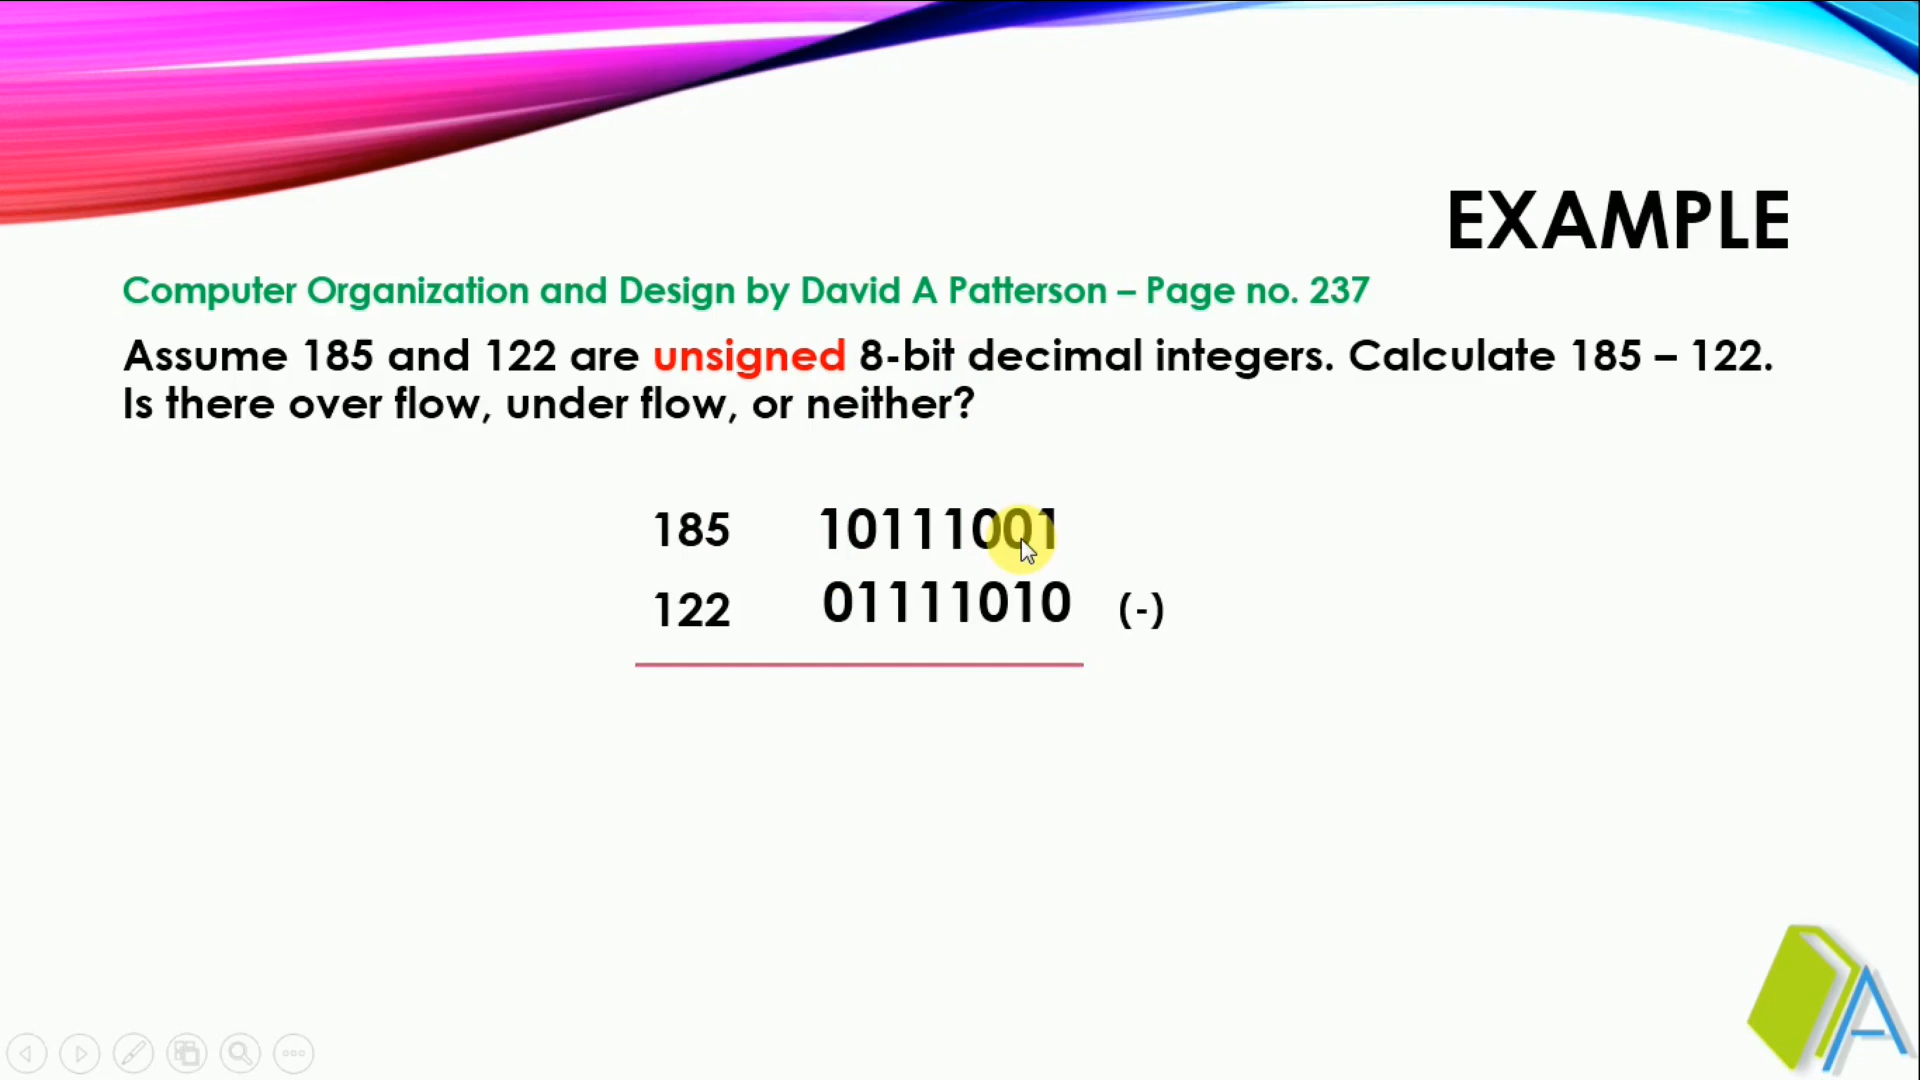 EXAMPLE
Computer Organization and Design by David A Patterson – Page no. 237
Assume 185 and 122 are unsigned 8-bit decimal integers. Calculate 185 – 122.
Is there over flow, under flow, or neither?
185 10111001
122 01111010 (-)
A